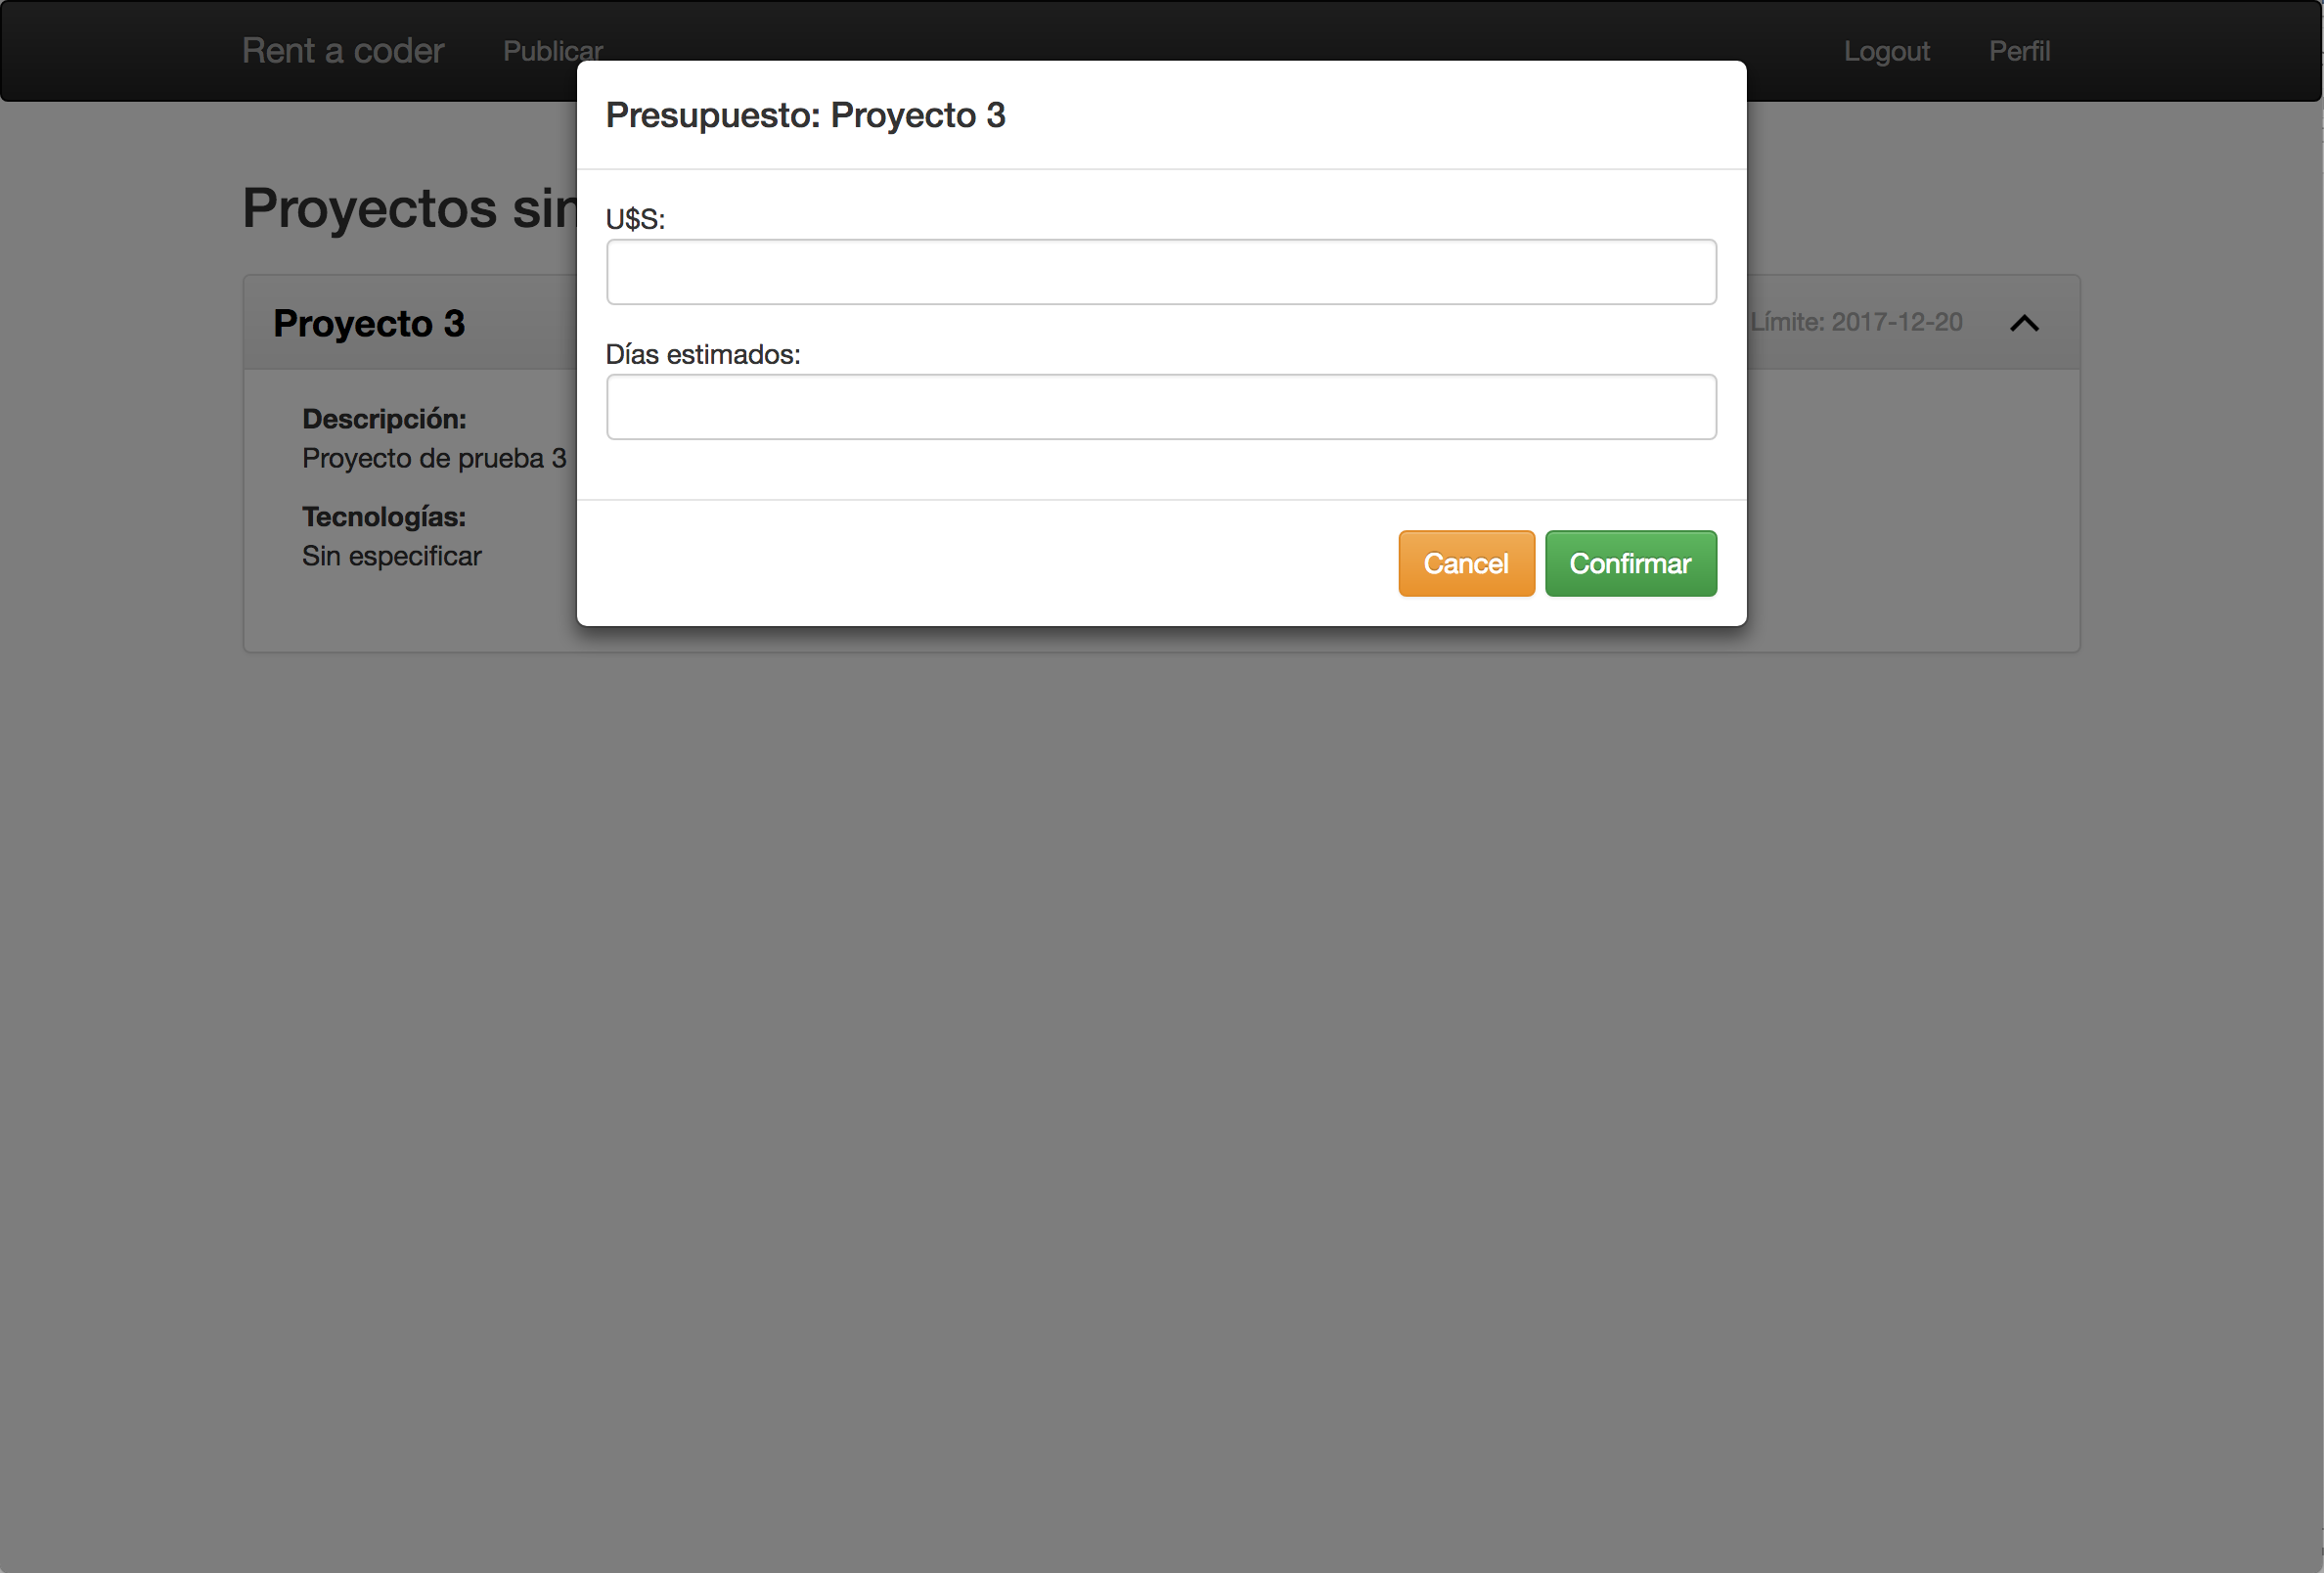 Rent a coder Publicar Logout Perfil
Presupuesto: Proyecto 3
U$S:
Días estimados:
Cancel Confirmar
Proyectos sin
Proyecto 3 Límite: 2017-12-20
Descripción:
Proyecto de prueba 3
Tecnologías:
Sin especificar